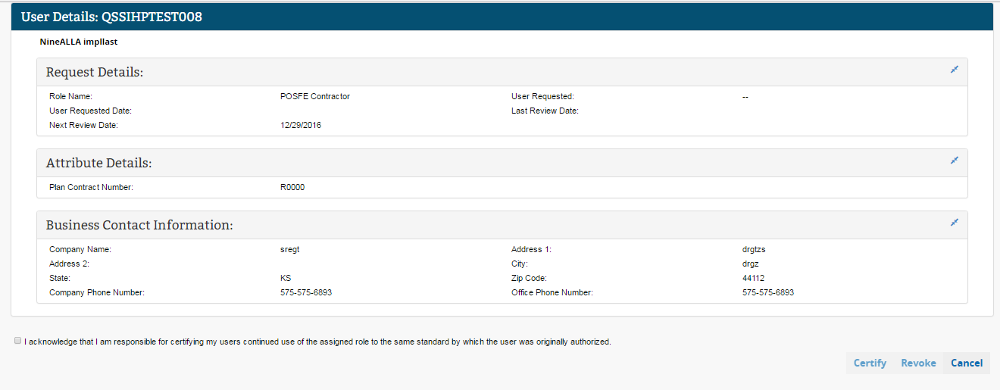 User Details: QSSIHPTEST008
NineALLA impllast
Request Details:
Role Name: POSFE Contractor User Requested: --
User Requested Date: Last Review Date:
Next Review Date: 12/29/2016
Attribute Details:
Plan Contract Number: R0000
Business Contact Information:
Company Name: sregt Address 1: drgtzs
Address 2: City: drgz
State: KS Zip Code: 44112
Company Phone Number: 575-575-6893 Office Phone Number: 575-575-6893
I acknowledge that I am responsible for certifying my users continued use of the assigned role to the same standard by which the user was originally authorized.
Certify Revoke Cancel